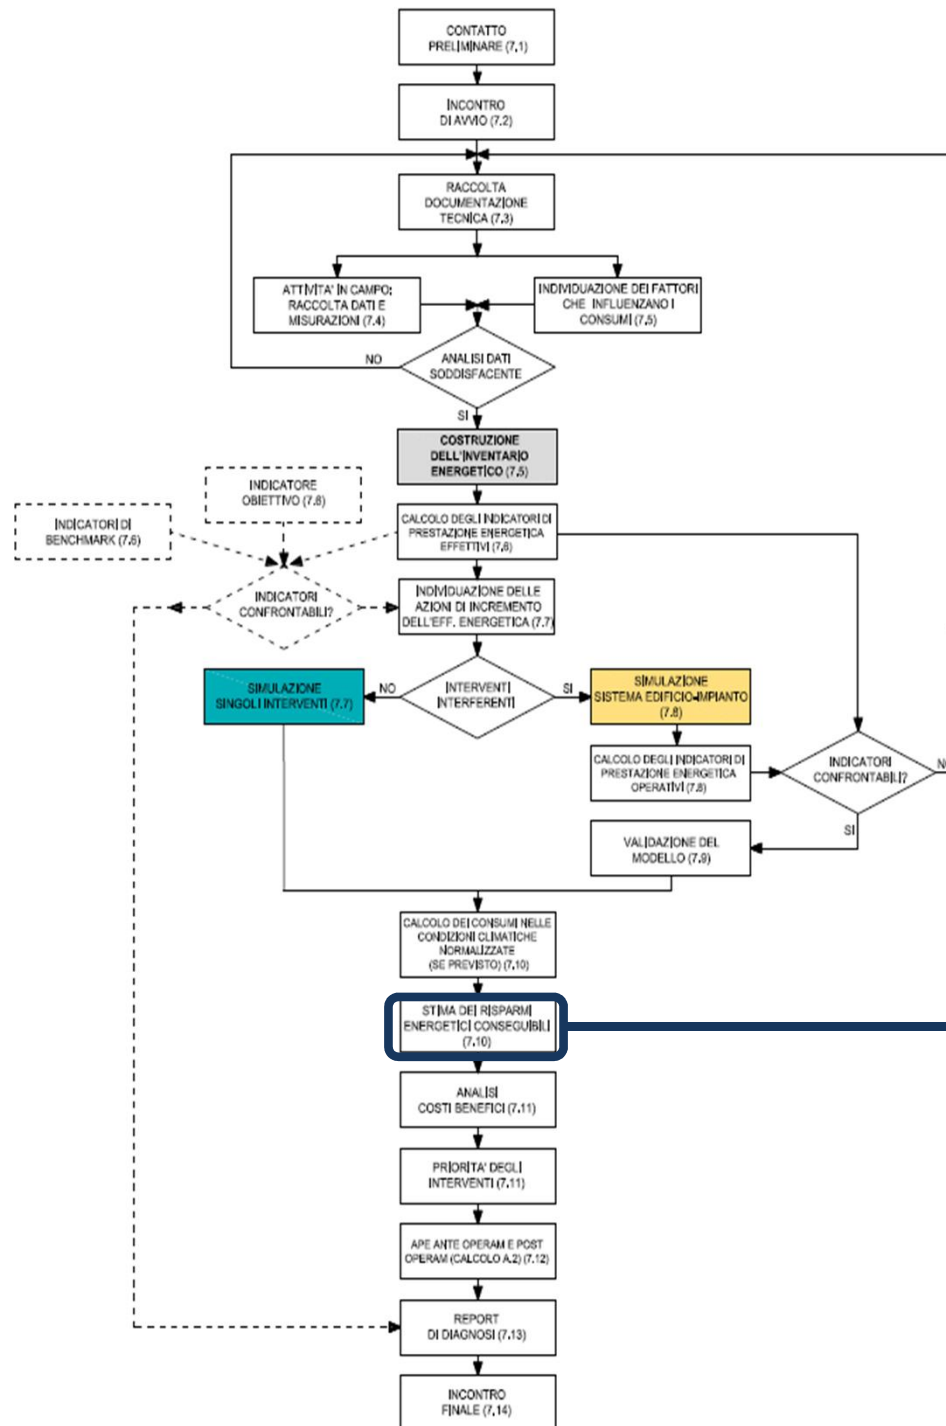 CONTATTO
PRELIMINARE (7.1)
INCONTRO
DI AVVIO (7.2)
RACCOLTA
DOCUMENTAZIONE
TECNICA (7.3)
ATTIVITA' IN CAMPO:
RACCOLTA DATI E
MISURAZIONI (7.4)
INDIVIDUAZIONE DEI FATTORI
CHE INFLUENZANO I
CONSUMI (7.5)
NO
ANALISI DATI
SODDISFACENTE
SI
COSTRUZIONE
DELL'INVENTARIO
ENERGETICO (7.5)
INDICATORE
OBIETTIVO (7.6)
INDICATORI DI
BENCHMARK (7.6)
CALCOLO DEGLI INDICATORI DI
PRESTAZIONE ENERGETICA
EFFETTIVI (7.6)
INDICATORI
CONFRONTABILI?
INDIVIDUAZIONE DELLE
AZIONI DI INCREMENTO
DELL'EFF. ENERGETICA (7.7)
SIMULAZIONE
SINGOLI INTERVENTI (7.7)
NO
INTERVENTI
INTERFERENTI
SI
SIMULAZIONE
SISTEMA EDIFICIO-IMPIANTO
(7.8)
CALCOLO DEGLI INDICATORI DI
PRESTAZIONE ENERGETICA
OPERATIVI (7.8)
INDICATORI
CONFRONTABILI?
NO
SI
VALIDAZIONE DEL
MODELLO (7.9)
CALCOLO DEI CONSUMI NELLE
CONDIZIONI CLIMATICHE
NORMALIZZATE
(SE PREVISTO) (7.10)
STIMA DEI RISPARMI
ENERGETICI CONSEGUIBILI
(7.10)
ANALISI
COSTI BENEFICI (7.11)
PRIORITA' DEGLI
INTERVENTI (7.11)
APE ANTE OPERAM E POST
OPERAM (CALCOLO A.2) (7.12)
REPORT
DI DIAGNOSI (7.13)
INCONTRO
FINALE (7.14)